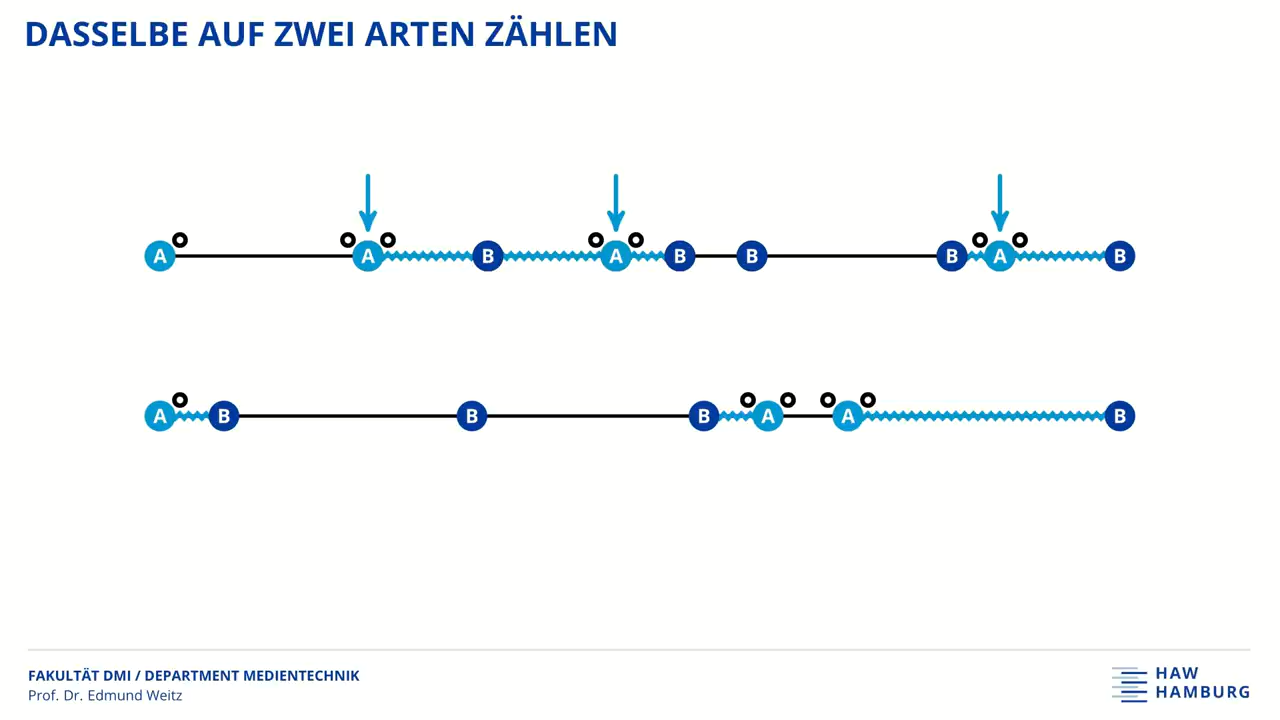 DASSELBE AUF ZWEI ARTEN ZÄHLEN
A A B A B B B A B
A B B B A A B
FAKULTÄT DMI / DEPARTMENT MEDIENTECHNIK
Prof. Dr. Edmund Weitz
HAW
HAMBURG